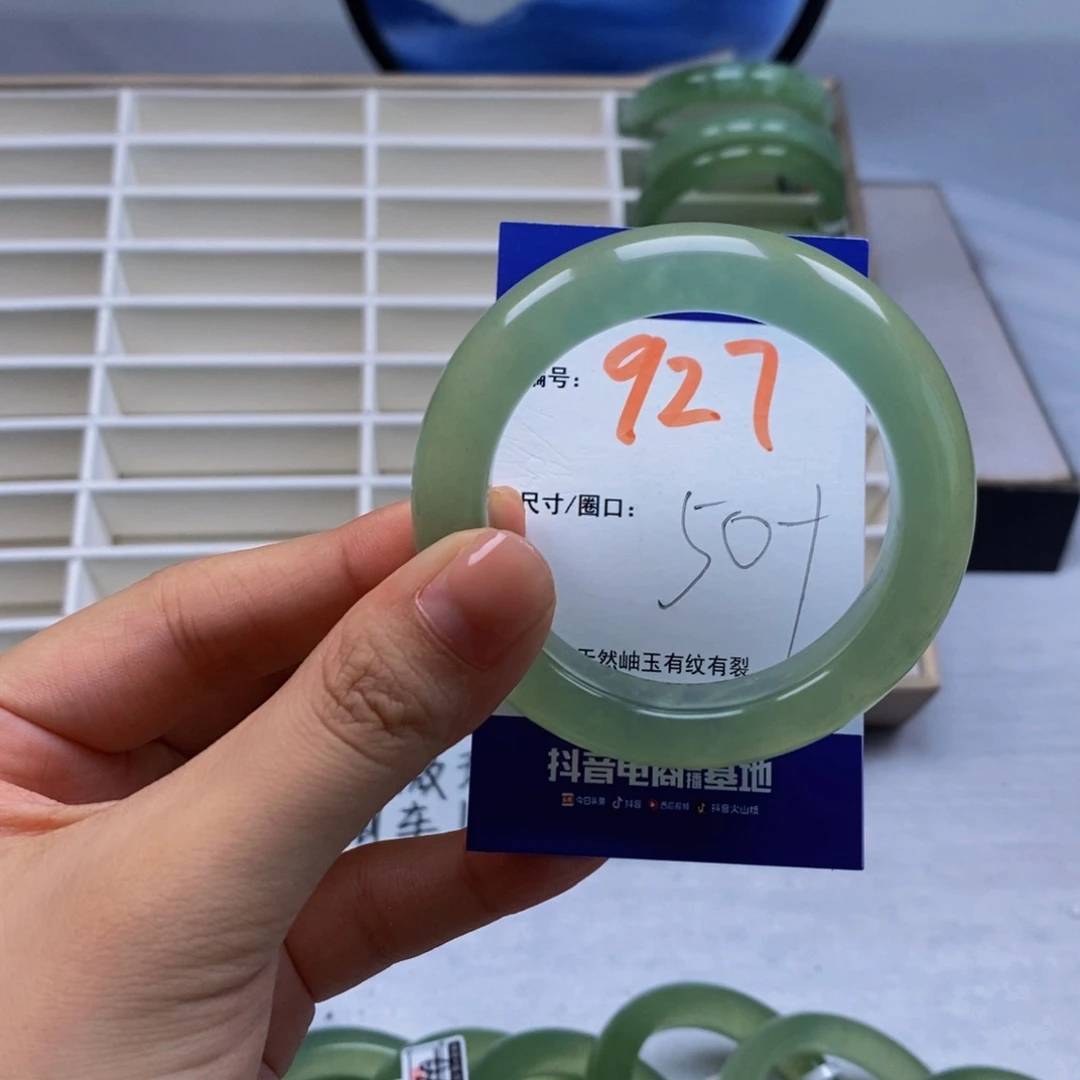 编号: 927
尺寸/圈口: 50+
天然岫玉有纹有裂
抖音电商直播基地
今日头条 抖音 西瓜视频 抖音火山版
车